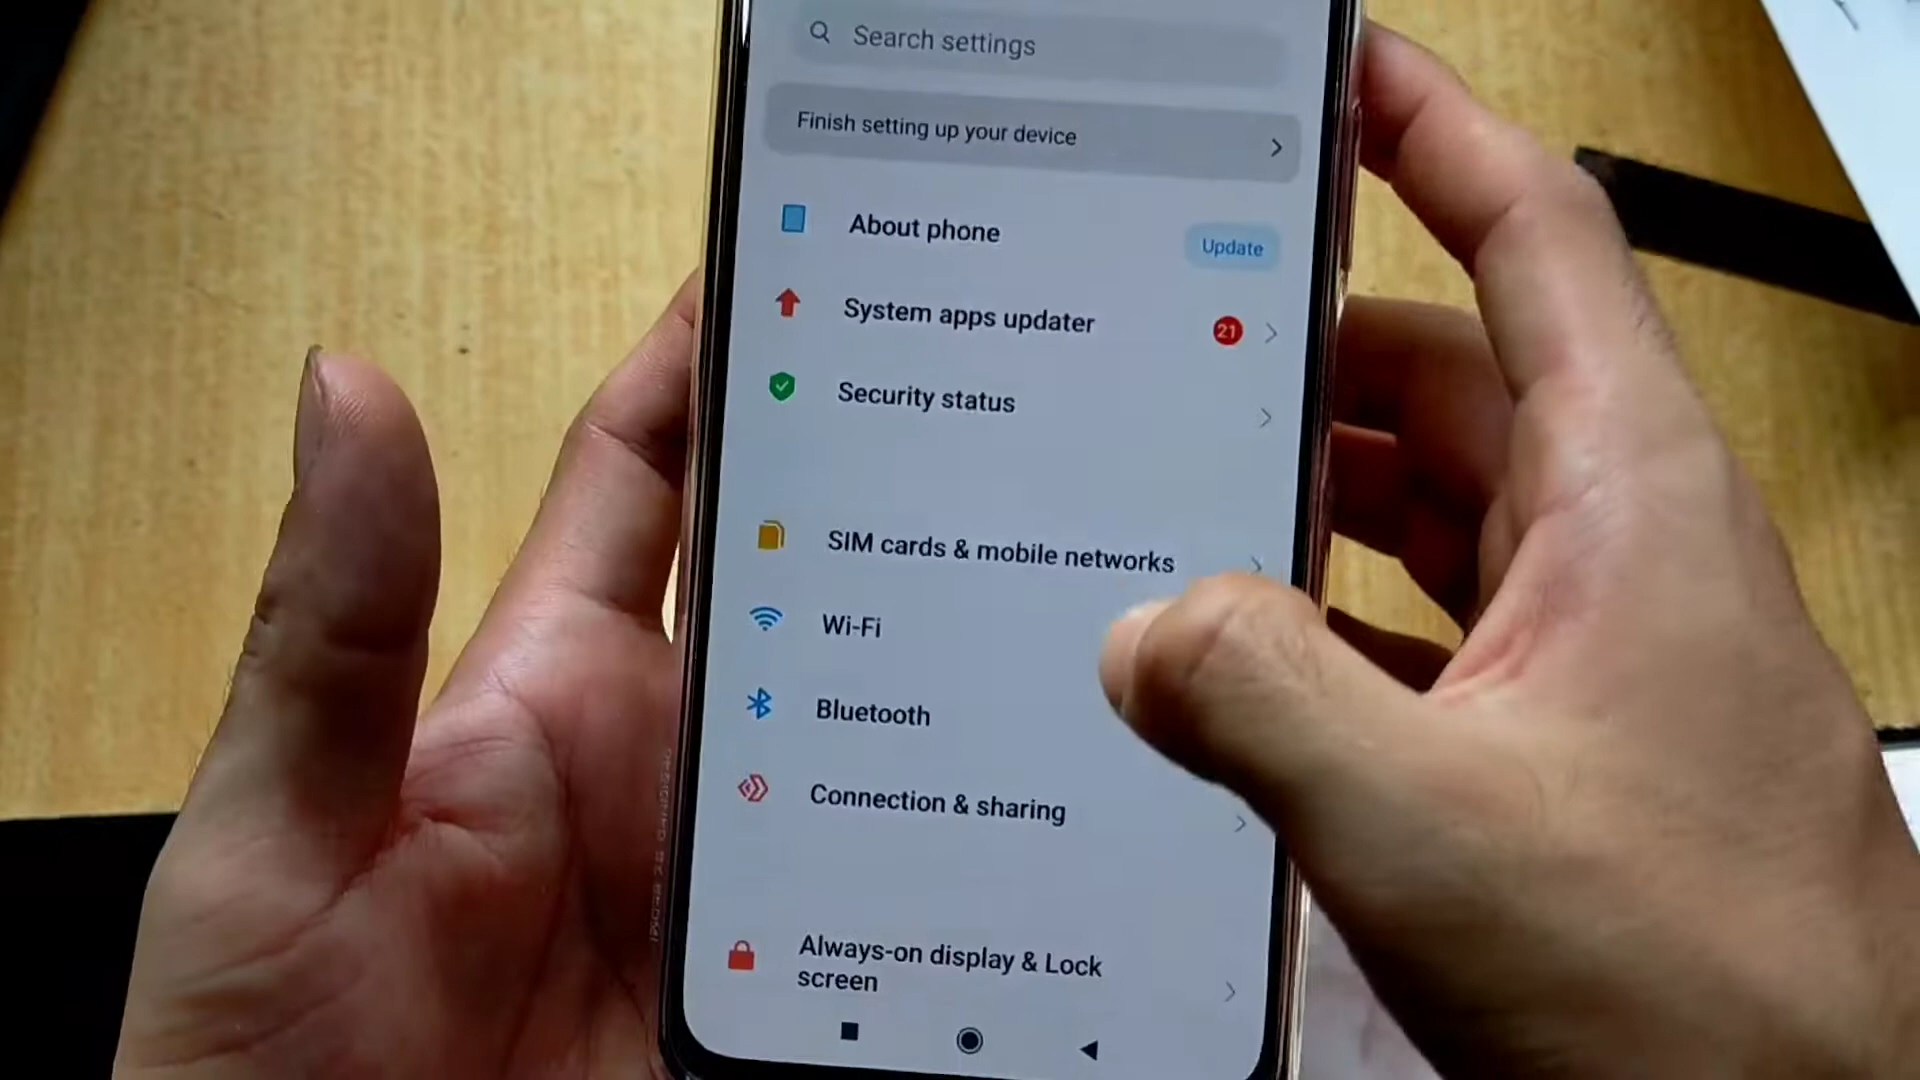 Search settings
Finish setting up your device
About phone
Update
System apps updater
21
Security status
SIM cards & mobile networks
Wi-Fi
Bluetooth
Connection & sharing
Always-on display & Lock
screen